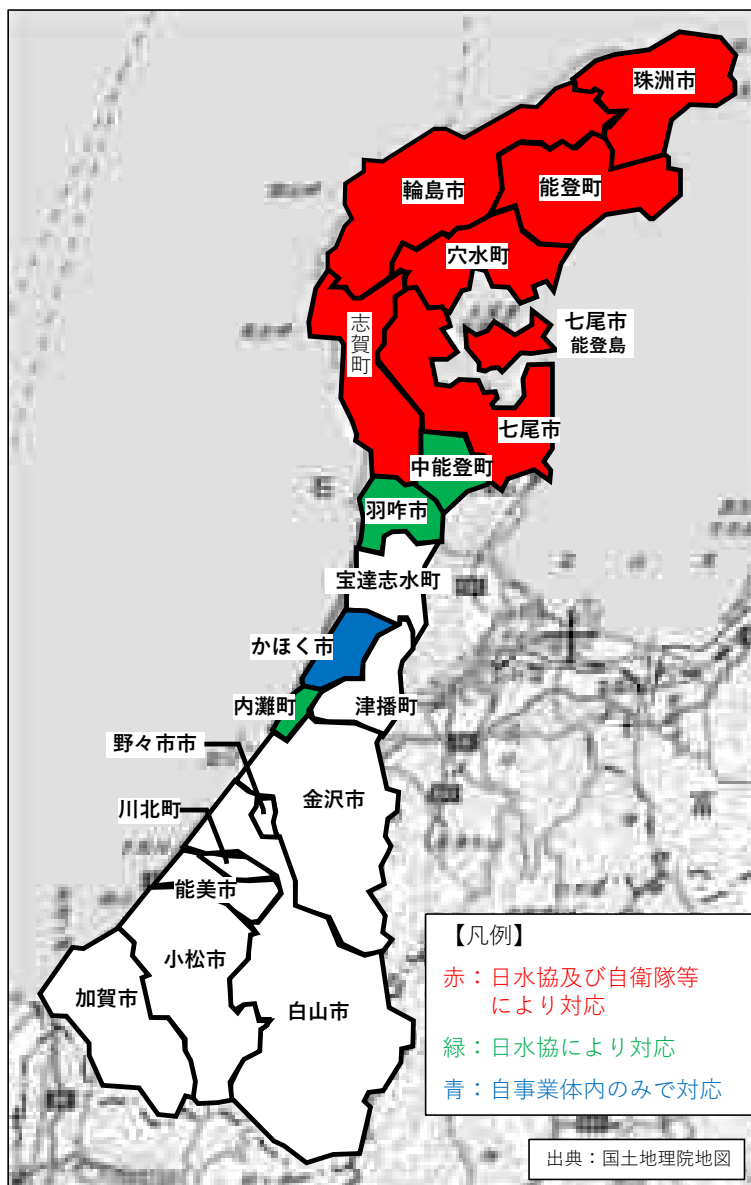 珠洲市
輪島市
能登町
穴水町
七尾市
能登島
志賀町
七尾市
中能登町
羽咋市
宝達志水町
かほく市
内灘町
津播町
野々市市
金沢市
川北町
能美市
小松市
加賀市
白山市
【凡例】
赤：日水協及び自衛隊等
により対応
緑：日水協により対応
青：自事業体内のみで対応
出典：国土地理院地図